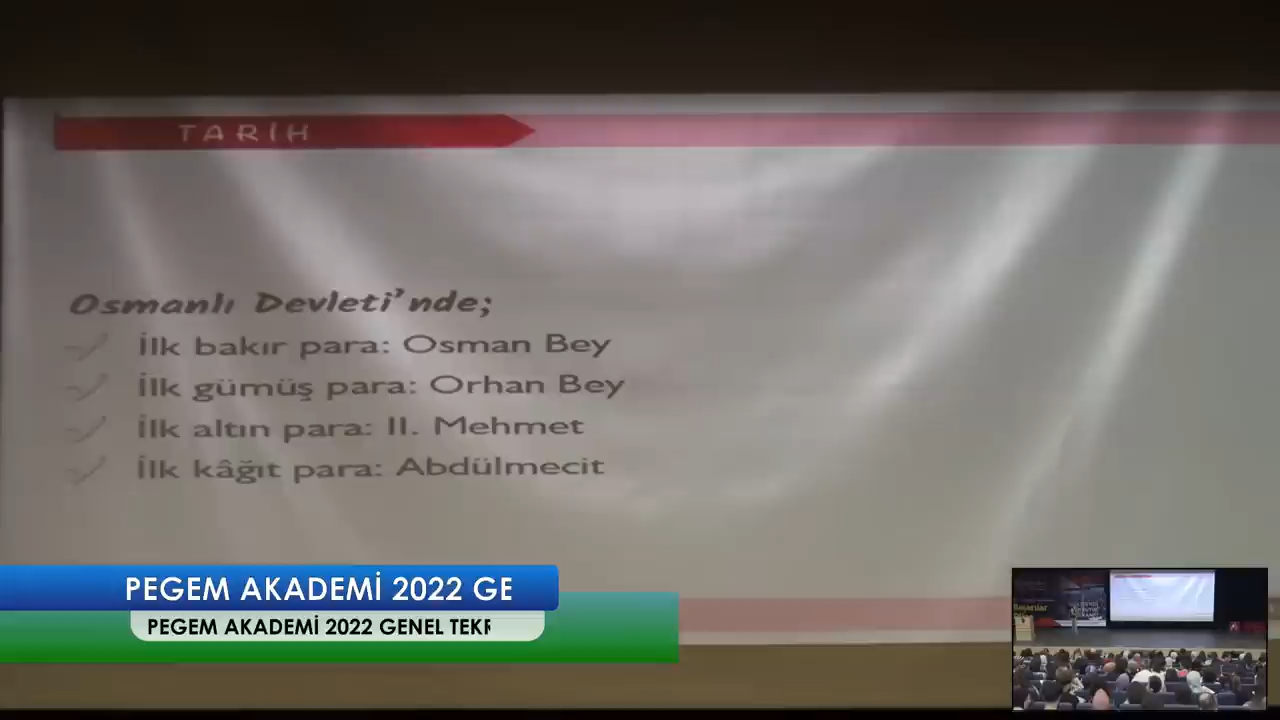 TARİH
Osmanlı Devleti'nde;
İlk bakır para: Osman Bey
İlk gümüş para: Orhan Bey
İlk altın para: II. Mehmet
İlk kâğıt para: Abdülmecit
PEGEM AKADEMİ 2022 GE
PEGEM AKADEMİ 2022 GENEL TEKR